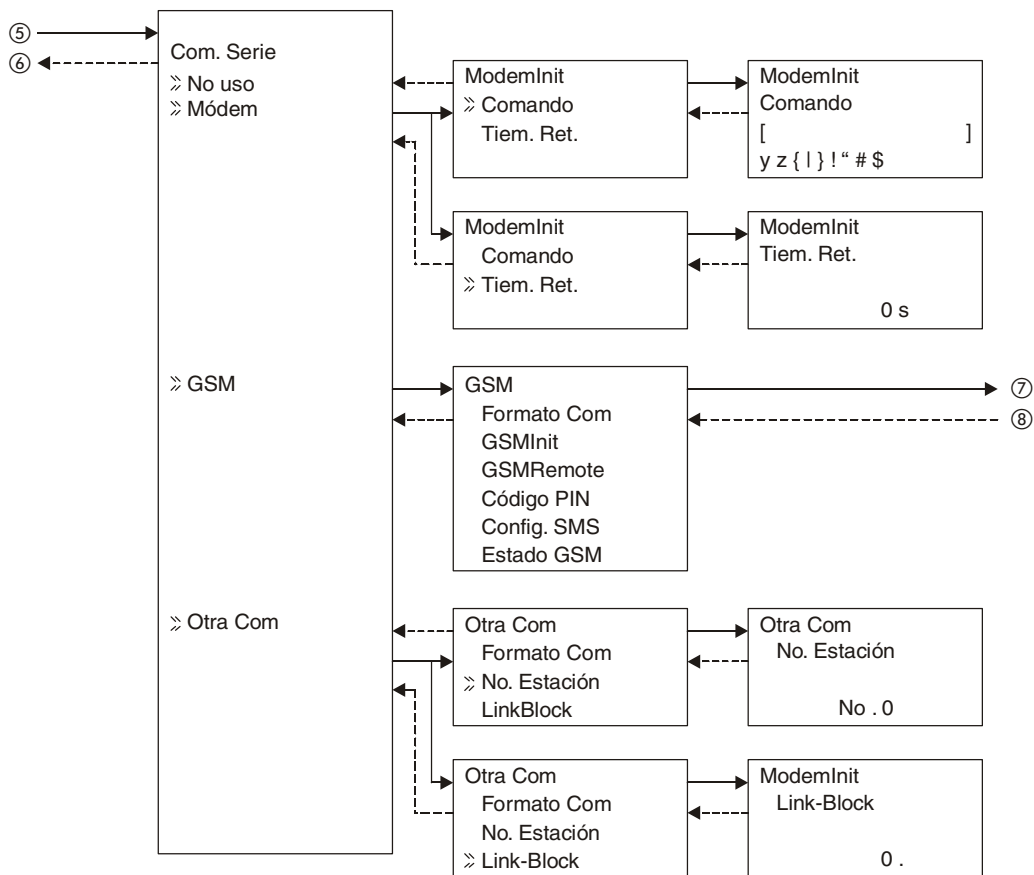 ⑤
⑥
Com. Serie
» No uso
» Módem
» GSM
» Otra Com
ModemInit
» Comando
Tiem. Ret.
ModemInit
Comando
[ ]
y z { | } ! “ # $
ModemInit
Comando
» Tiem. Ret.
ModemInit
Tiem. Ret.
0 s
GSM
Formato Com
GSMInit
GSMRemote
Código PIN
Config. SMS
Estado GSM
⑦
⑧
Otra Com
Formato Com
» No. Estación
LinkBlock
Otra Com
No. Estación
No . 0
Otra Com
Formato Com
No. Estación
» Link-Block
ModemInit
Link-Block
0 .